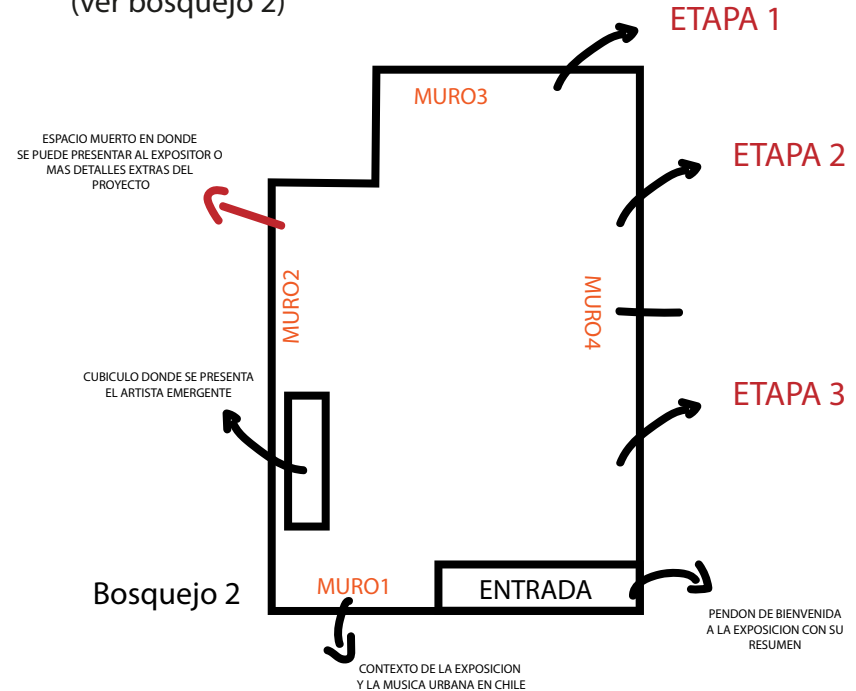 (ver bosquejo 2)
ETAPA 1
MURO3
ESPACIO MUERTO EN DONDE
SE PUEDE PRESENTAR AL EXPOSITOR O
MAS DETALLES EXTRAS DEL
PROYECTO
ETAPA 2
MURO2
MURO4
CUBICULO DONDE SE PRESENTA
EL ARTISTA EMERGENTE
ETAPA 3
Bosquejo 2
MURO1
ENTRADA
PENDON DE BIENVENIDA
A LA EXPOSICION CON SU
RESUMEN
CONTEXTO DE LA EXPOSICION
Y LA MUSICA URBANA EN CHILE